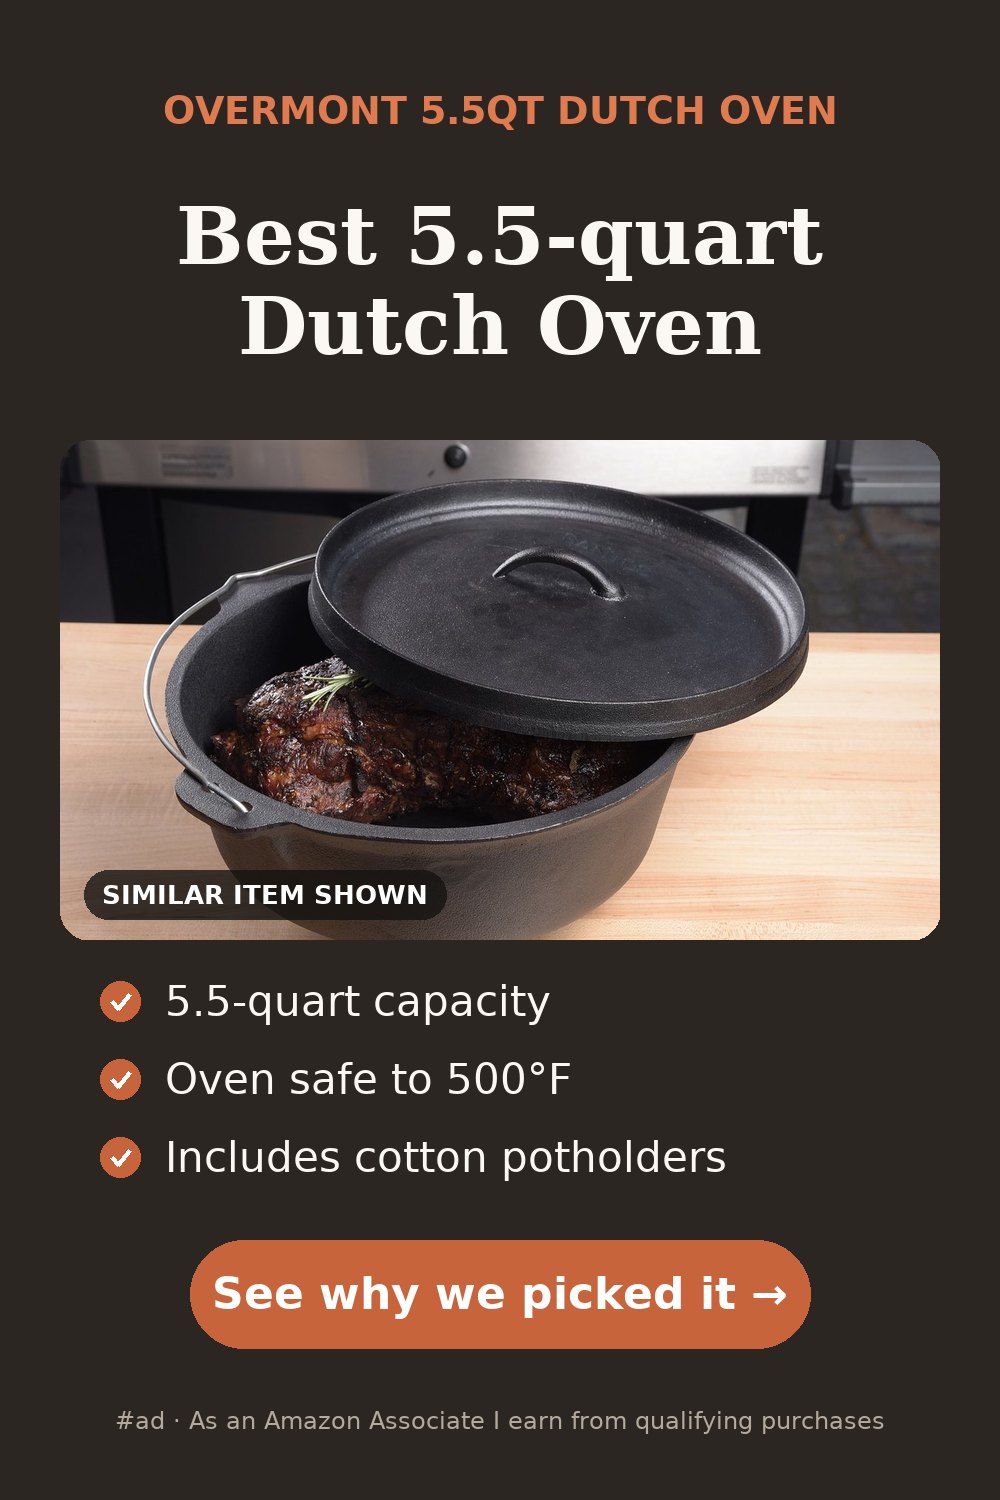 OVERMONT 5.5QT DUTCH OVEN
Best 5.5-quart
Dutch Oven
SIMILAR ITEM SHOWN
5.5-quart capacity
Oven safe to 500°F
Includes cotton potholders
See why we picked it →
#ad · As an Amazon Associate I earn from qualifying purchases